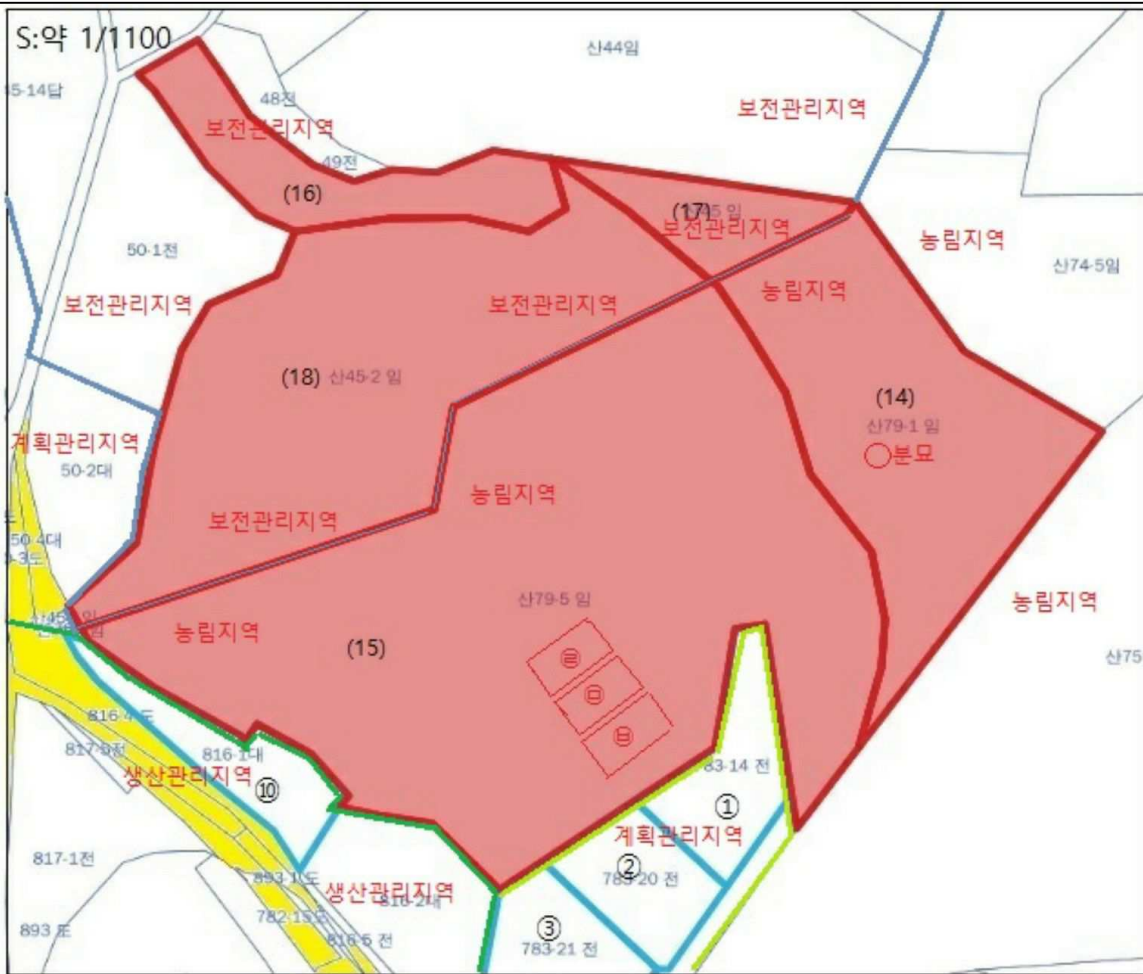 S:약 1/1100
산44임
5-14답
48전
보전관리지역
보전관리지역
49전
(16)
(17)
산45 임
보전관리지역
농림지역
50-1전
산74-5임
보전관리지역
보전관리지역
농림지역
(18)
산45-2 임
(14)
산79-1 임
분묘
계획관리지역
50-2대
농림지역
보전관리지역
50-4대
산79-5 임
농림지역
농림지역
(15)
산75
㉣
㉤
㉥
816-4 도
817-5전
816-1대
생산관리지역
⑩
83-14 전
①
계획관리지역
②
783-20 전
817-1전
893-1 도
생산관리지역
816-2대
782-15도
816-5 전
893 도
③
783-21 전